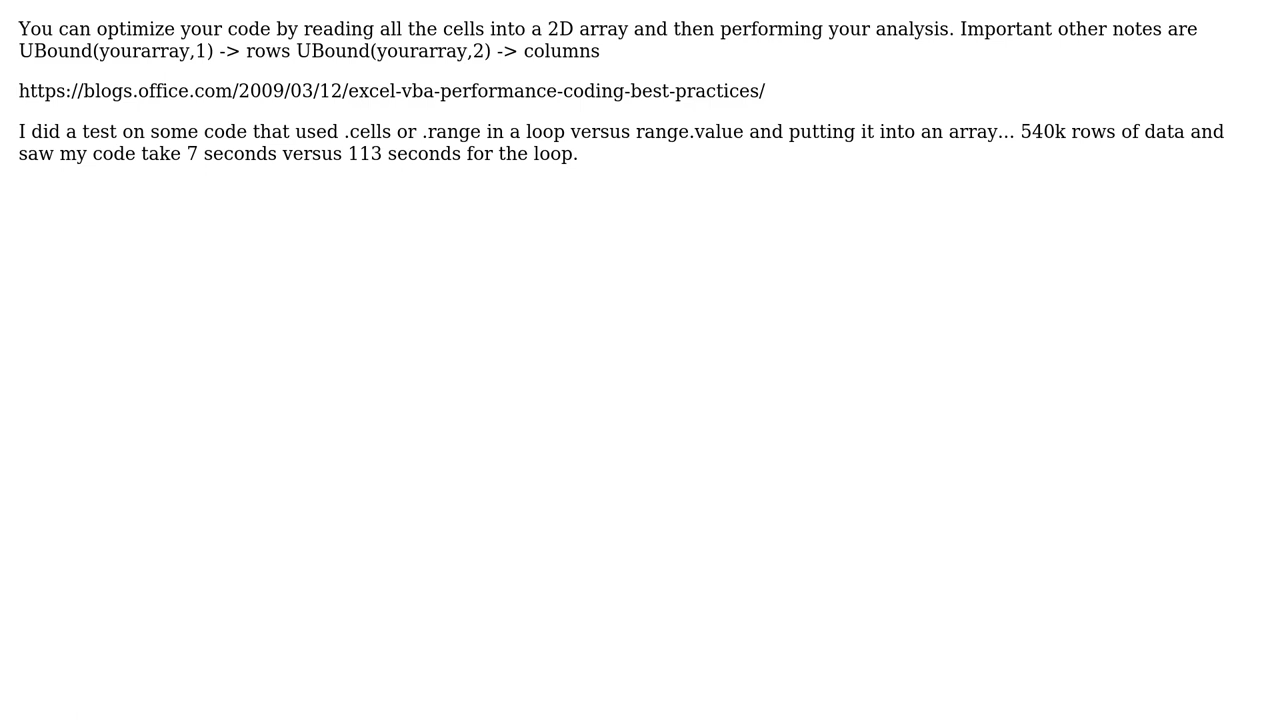 You can optimize your code by reading all the cells into a 2D array and then performing your analysis. Important other notes are
UBound(yourarray,1) -> rows UBound(yourarray,2) -> columns
https://blogs.office.com/2009/03/12/excel-vba-performance-coding-best-practices/
I did a test on some code that used .cells or .range in a loop versus range.value and putting it into an array... 540k rows of data and
saw my code take 7 seconds versus 113 seconds for the loop.